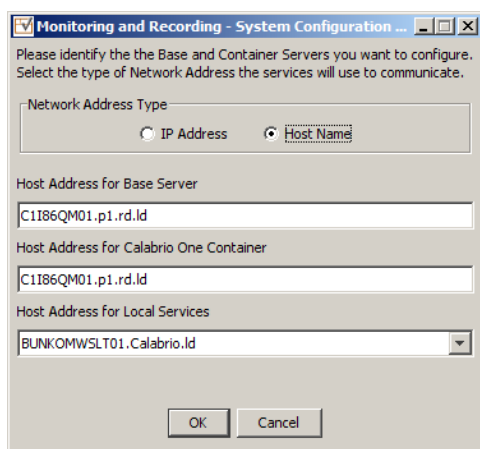 Monitoring and Recording - System Configuration ...
Please identify the the Base and Container Servers you want to configure.
Select the type of Network Address the services will use to communicate.
Network Address Type
IP Address Host Name
Host Address for Base Server
C1I86QM01.p1.rd.ld
Host Address for Calabrio One Container
C1I86QM01.p1.rd.ld
Host Address for Local Services
BUNKOMWSLT01.Calabrio.ld
OK Cancel